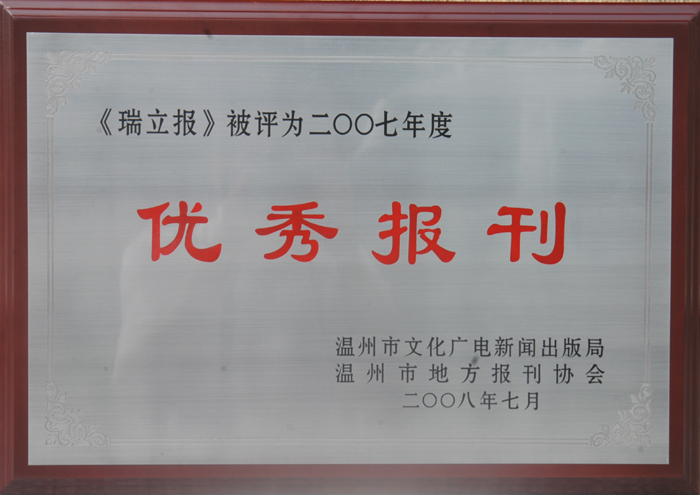 《瑞立报》被评为二〇〇七年度
优秀报刊
温州市文化广电新闻出版局
温州市地方报刊协会
二〇〇八年七月